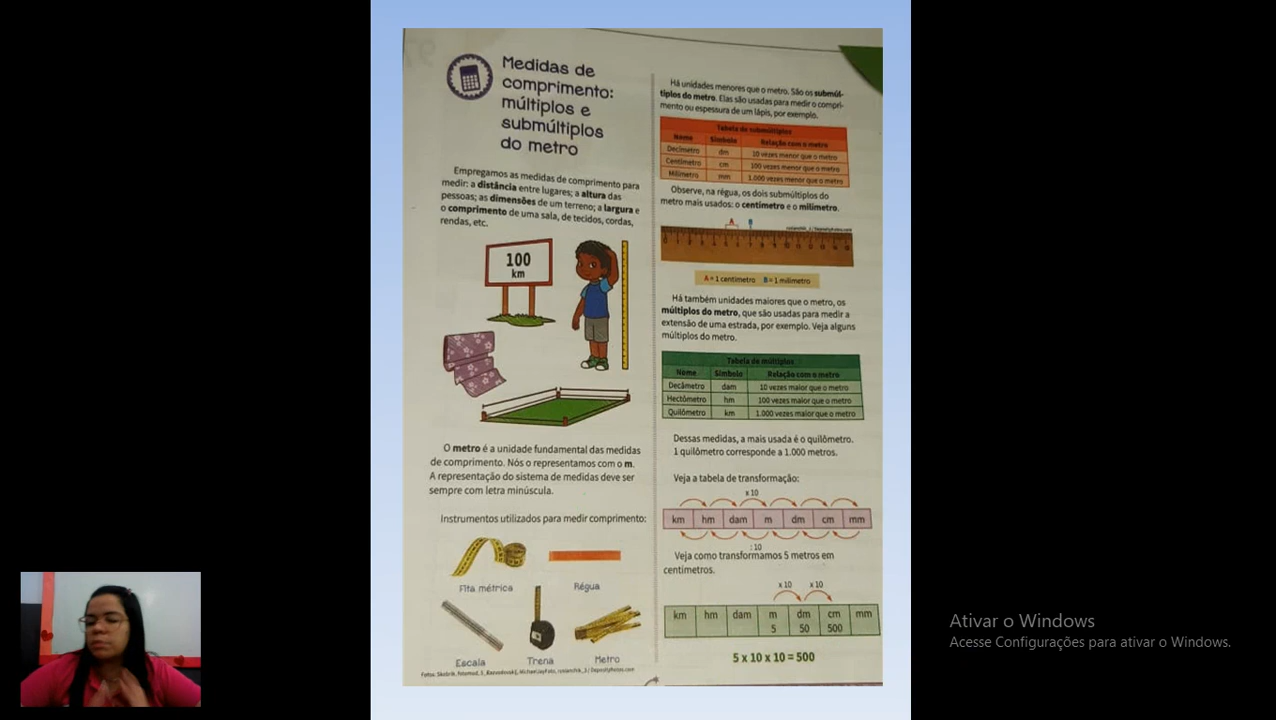 Medidas de
comprimento:
múltiplos e
submúltiplos
do metro
Empregamos as medidas de comprimento para
medir: a distância entre lugares; a altura das
pessoas; as dimensões de um terreno; a largura e
o comprimento de uma sala, de tecidos, cordas,
rendas, etc.
100
km
O metro é a unidade fundamental das medidas
de comprimento. Nós o representamos com o m.
A representação do sistema de medidas deve ser
sempre com letra minúscula.
Instrumentos utilizados para medir comprimento:
Fita métrica
Régua
Escala
Trena
Metro
Há unidades menores que o metro. São os submúl-
tiplos do metro. Elas são usadas para medir o compri-
mento ou espessura de um lápis, por exemplo.
Tabela de submúltiplos
Nome Símbolo Relação com o metro
Decímetro dm 10 vezes menor que o metro
Centímetro cm 100 vezes menor que o metro
Milímetro mm 1.000 vezes menor que o metro
Observe, na régua, os dois submúltiplos do
metro mais usados: o centímetro e o milímetro.
A B
A = 1 centímetro B = 1 milímetro
Há também unidades maiores que o metro, os
múltiplos do metro, que são usadas para medir a
extensão de uma estrada, por exemplo. Veja alguns
múltiplos do metro.
Tabela de múltiplos
Nome Símbolo Relação com o metro
Decâmetro dam 10 vezes maior que o metro
Hectômetro hm 100 vezes maior que o metro
Quilômetro km 1.000 vezes maior que o metro
Dessas medidas, a mais usada é o quilômetro.
1 quilômetro corresponde a 1.000 metros.
Veja a tabela de transformação:
x 10
km hm dam m dm cm mm
: 10
Veja como transformamos 5 metros em
centímetros.
x 10 x 10
km hm dam m dm cm mm
5 50 500
5 x 10 x 10 = 500
Ativar o Windows
Acesse Configurações para ativar o Windows.